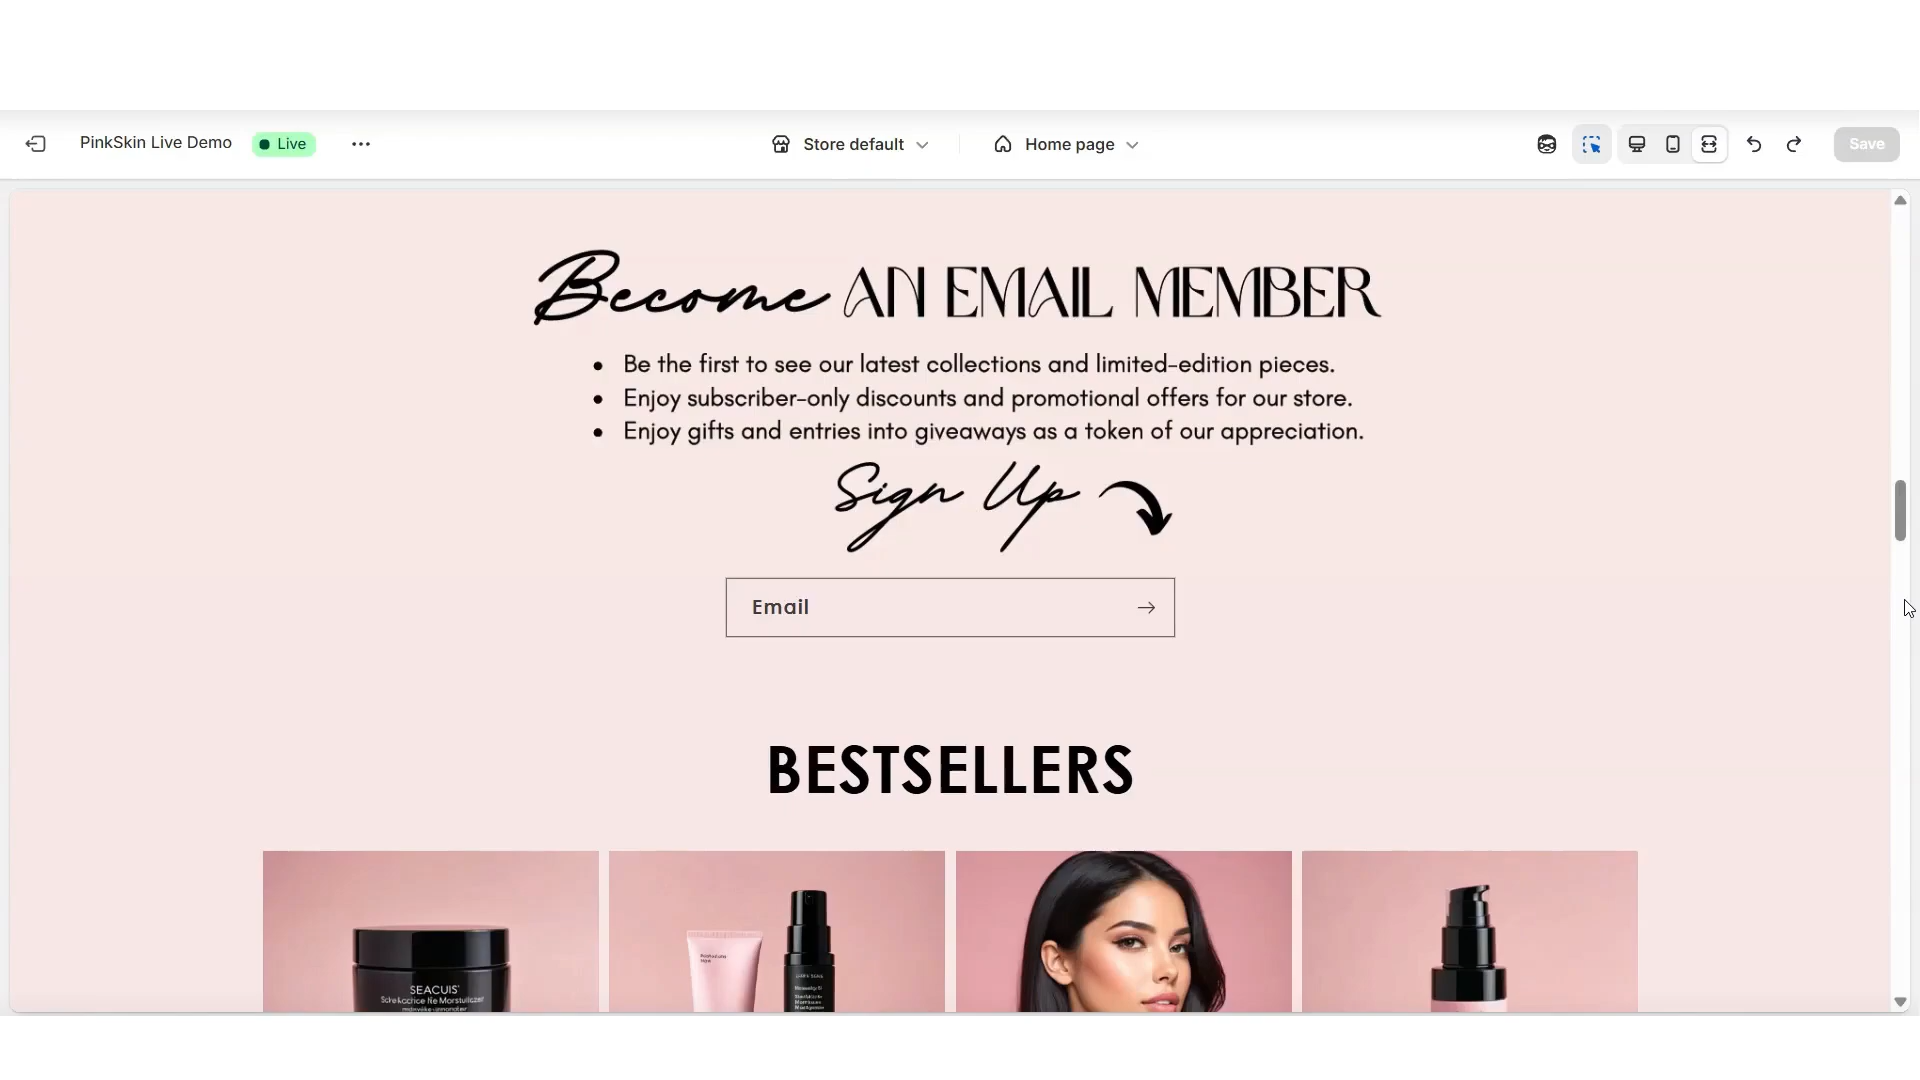 PinkSkin Live Demo
Live
Store default
Home page
Save
Become AN EMAIL MEMBER
• Be the first to see our latest collections and limited-edition pieces.
• Enjoy subscriber-only discounts and promotional offers for our store.
• Enjoy gifts and entries into giveaways as a token of our appreciation.
Sign Up
Email
BESTSELLERS
SEACUIS